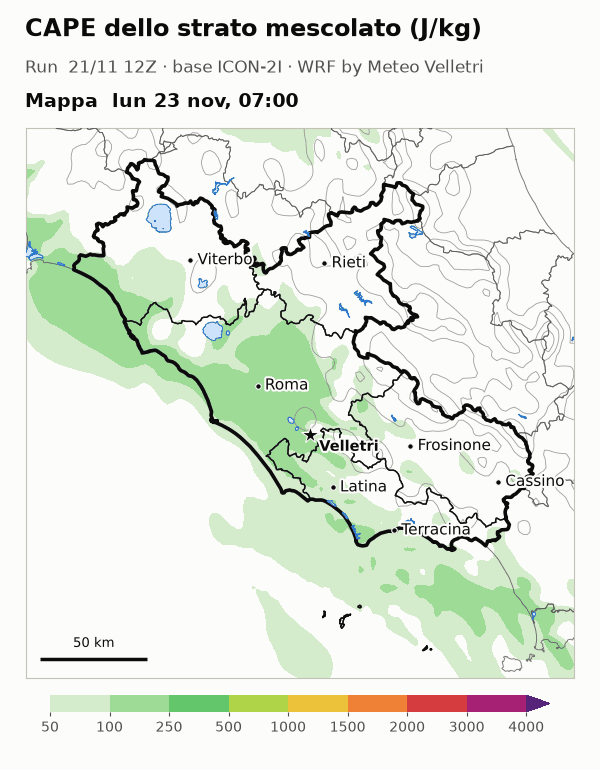 CAPE dello strato mescolato (J/kg)
Run  21/11 12Z · base ICON-2I · WRF by Meteo Velletri
Mappa  lun 23 nov, 07:00
Viterbo
Rieti
Roma
Velletri
Frosinone
Cassino
Latina
Terracina
50 km
50 100 250 500 1000 1500 2000 3000 4000